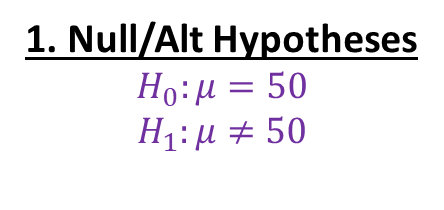 1. Null/Alt Hypotheses
H₀: μ = 50
H₁: μ ≠ 50